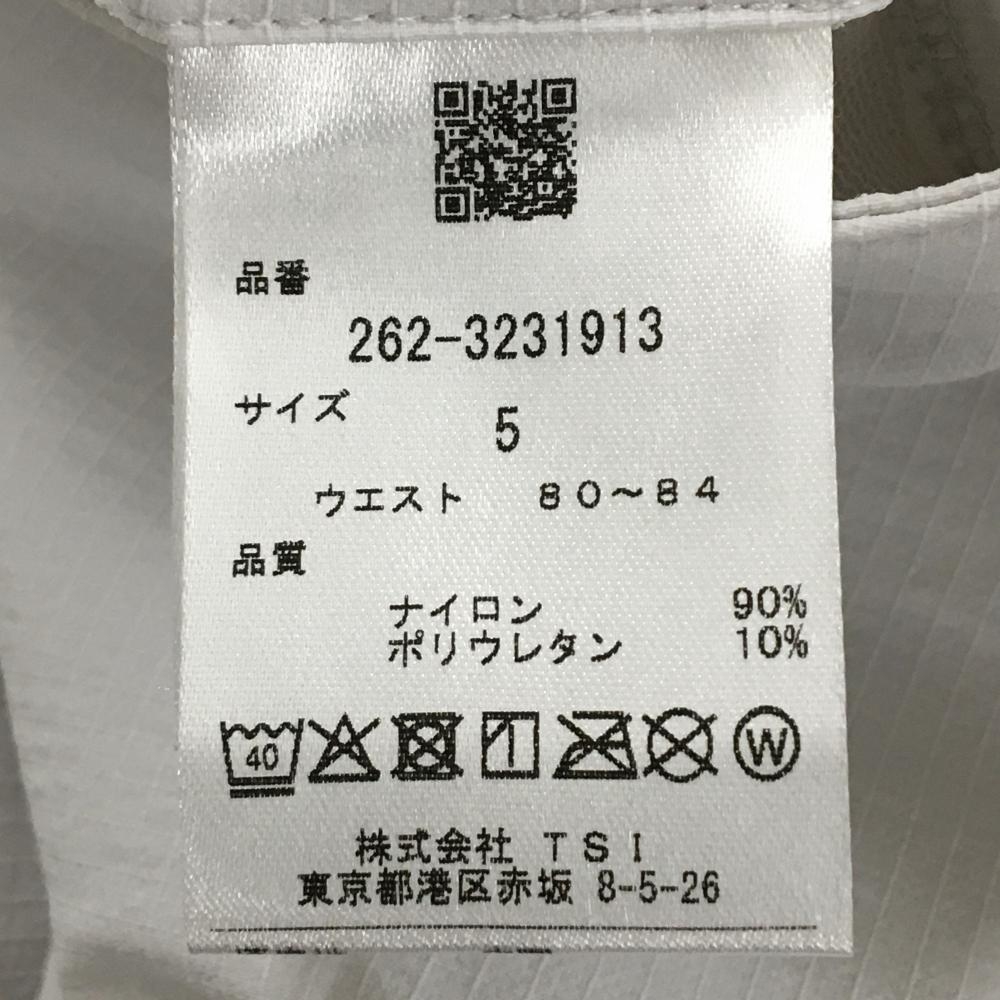 品番
262-3231913
サイズ 5
ウエスト 80～84
品質
ナイロン 90%
ポリウレタン 10%
40 W
株式会社 TSI
東京都港区赤坂 8-5-26